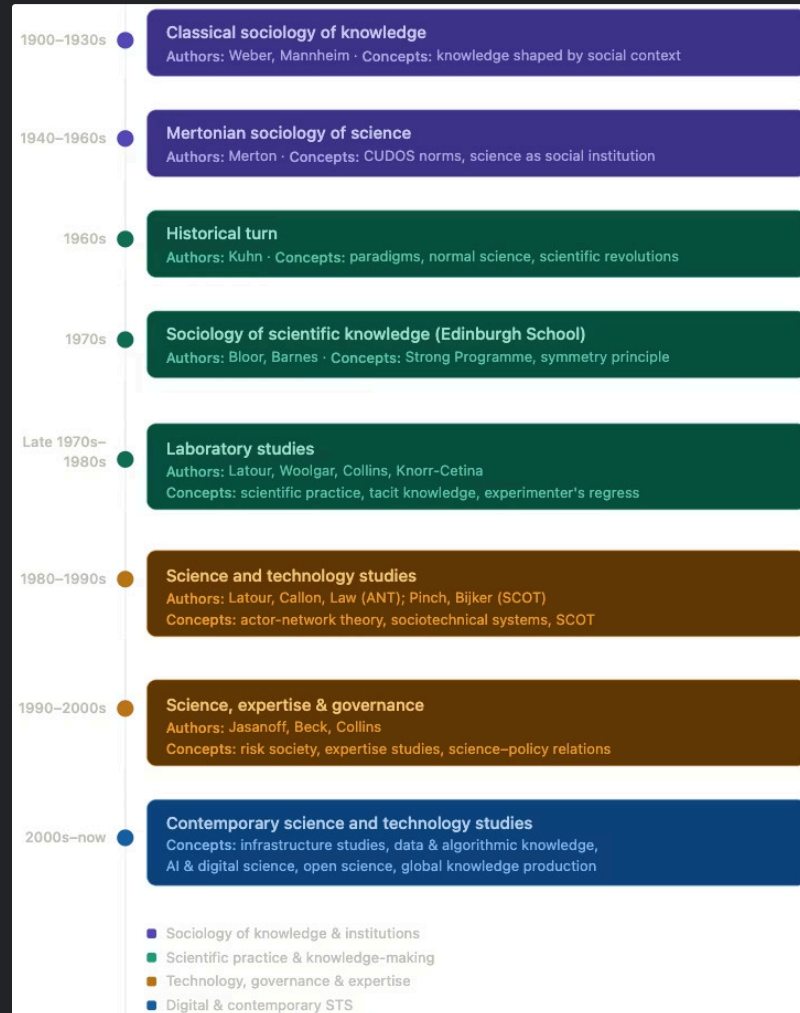 1900–1930s
Classical sociology of knowledge
Authors: Weber, Mannheim · Concepts: knowledge shaped by social context
1940–1960s
Mertonian sociology of science
Authors: Merton · Concepts: CUDOS norms, science as social institution
1960s
Historical turn
Authors: Kuhn · Concepts: paradigms, normal science, scientific revolutions
1970s
Sociology of scientific knowledge (Edinburgh School)
Authors: Bloor, Barnes · Concepts: Strong Programme, symmetry principle
Late 1970s–
1980s
Laboratory studies
Authors: Latour, Woolgar, Collins, Knorr-Cetina
Concepts: scientific practice, tacit knowledge, experimenter's regress
1980–1990s
Science and technology studies
Authors: Latour, Callon, Law (ANT); Pinch, Bijker (SCOT)
Concepts: actor-network theory, sociotechnical systems, SCOT
1990–2000s
Science, expertise & governance
Authors: Jasanoff, Beck, Collins
Concepts: risk society, expertise studies, science–policy relations
2000s–now
Contemporary science and technology studies
Concepts: infrastructure studies, data & algorithmic knowledge,
AI & digital science, open science, global knowledge production
Sociology of knowledge & institutions
Scientific practice & knowledge-making
Technology, governance & expertise
Digital & contemporary STS